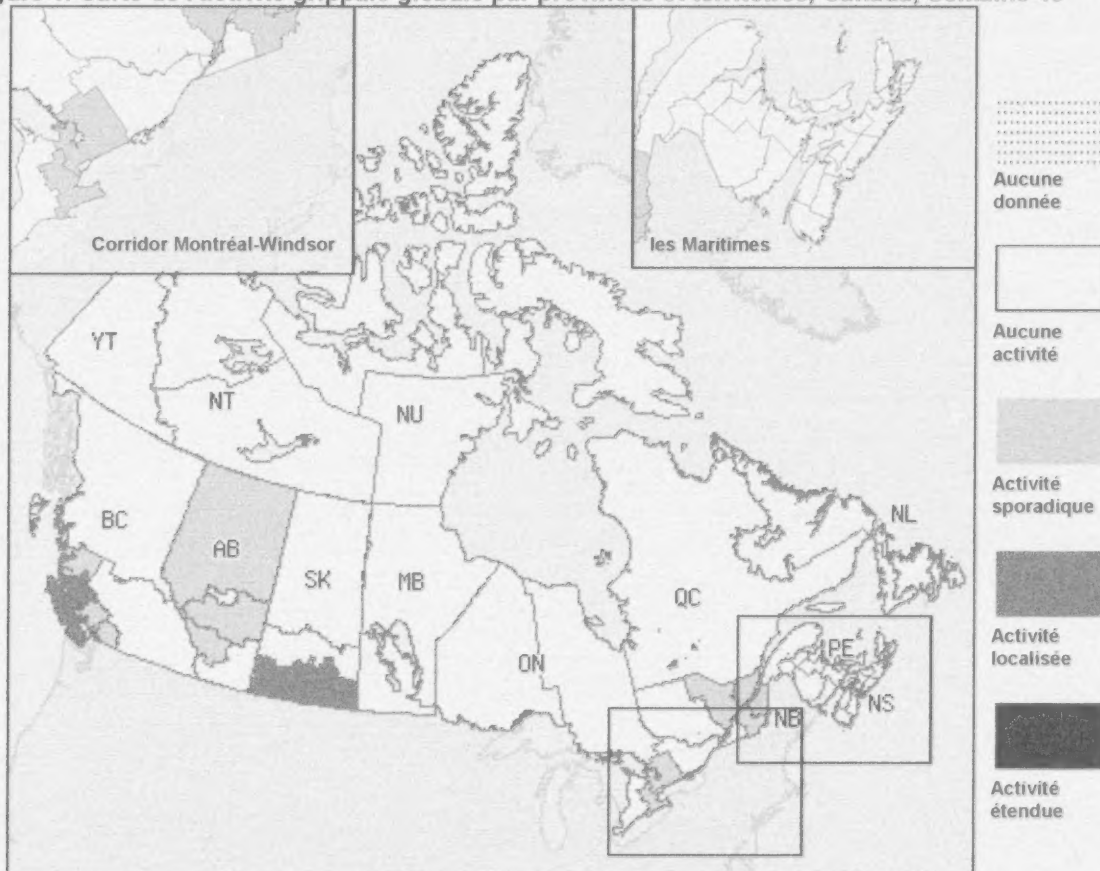 Corridor Montréal-Windsor
les Maritimes
YT
NT
NU
BC
AB
SK
MB
ON
QC
NL
PE
NS
NB
Aucune
donnée
Aucune
activité
Activité
sporadique
Activité
localisée
Activité
étendue